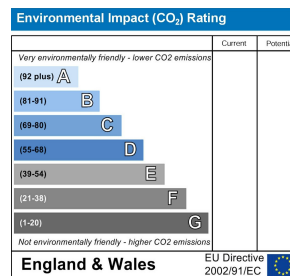 Environmental Impact (CO₂) Rating
Current Potenti
Very environmentally friendly - lower CO2 emissions
(92 plus) A
(81-91) B
(69-80) C
(55-68) D
(39-54) E
(21-38) F
(1-20) G
Not environmentally friendly - higher CO2 emissions
England & Wales
EU Directive
2002/91/EC